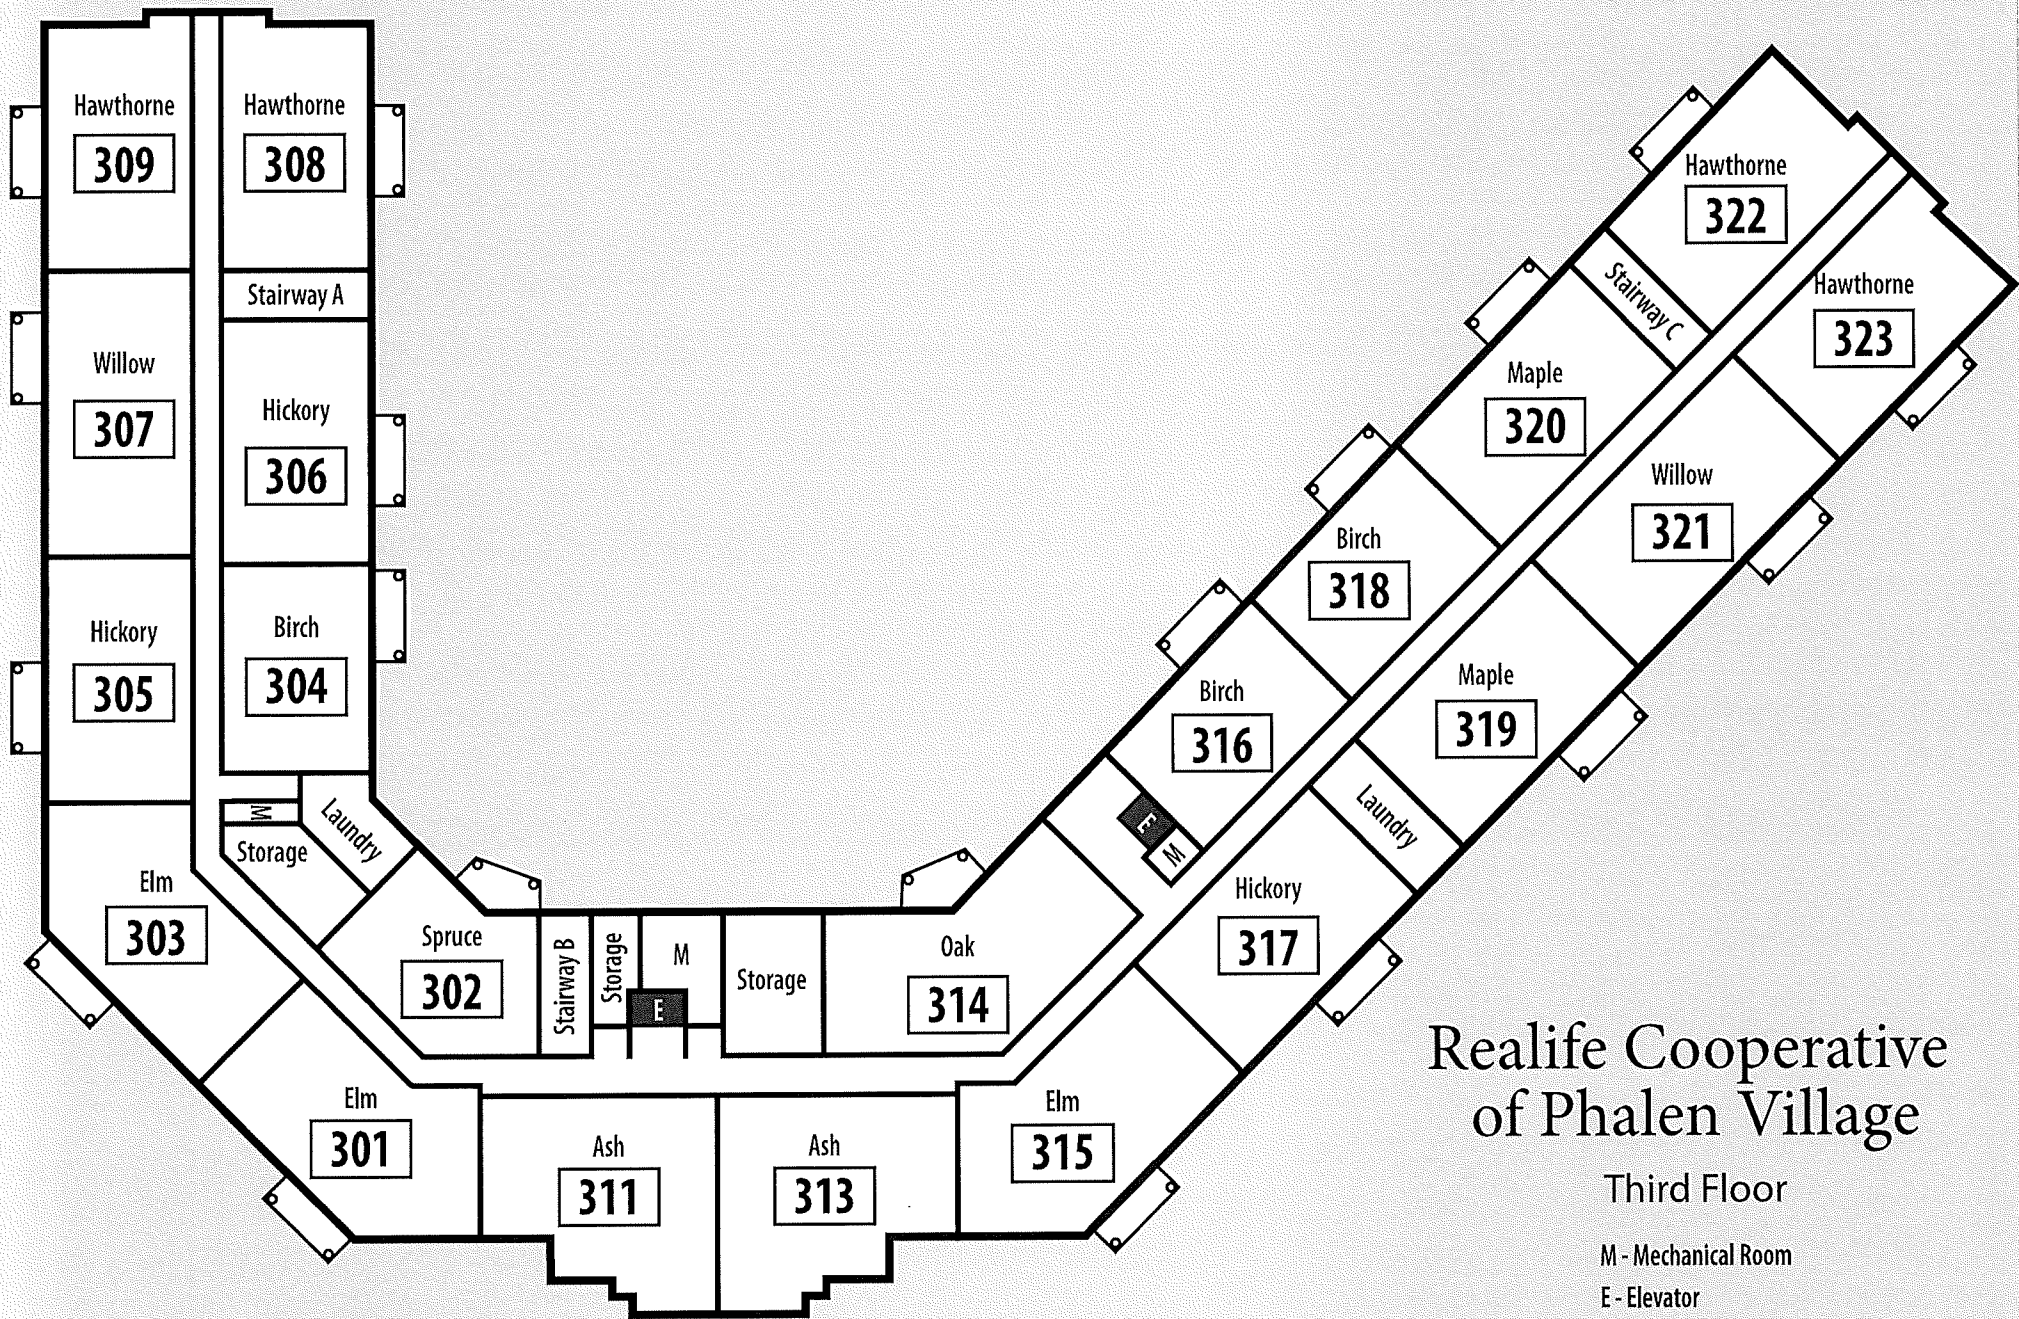 Hawthorne
309
Hawthorne
308
Stairway A
Willow
307
Hickory
306
Hickory
305
Birch
304
M
Laundry
Storage
Elm
303
Spruce
302
Stairway B
Storage
M
E
Storage
Oak
314
Elm
301
Ash
311
Ash
313
Elm
315
Hickory
317
Laundry
E
M
Birch
316
Maple
319
Birch
318
Willow
321
Maple
320
Stairway C
Hawthorne
322
Hawthorne
323
Realife Cooperative
of Phalen Village
Third Floor
M - Mechanical Room
E - Elevator